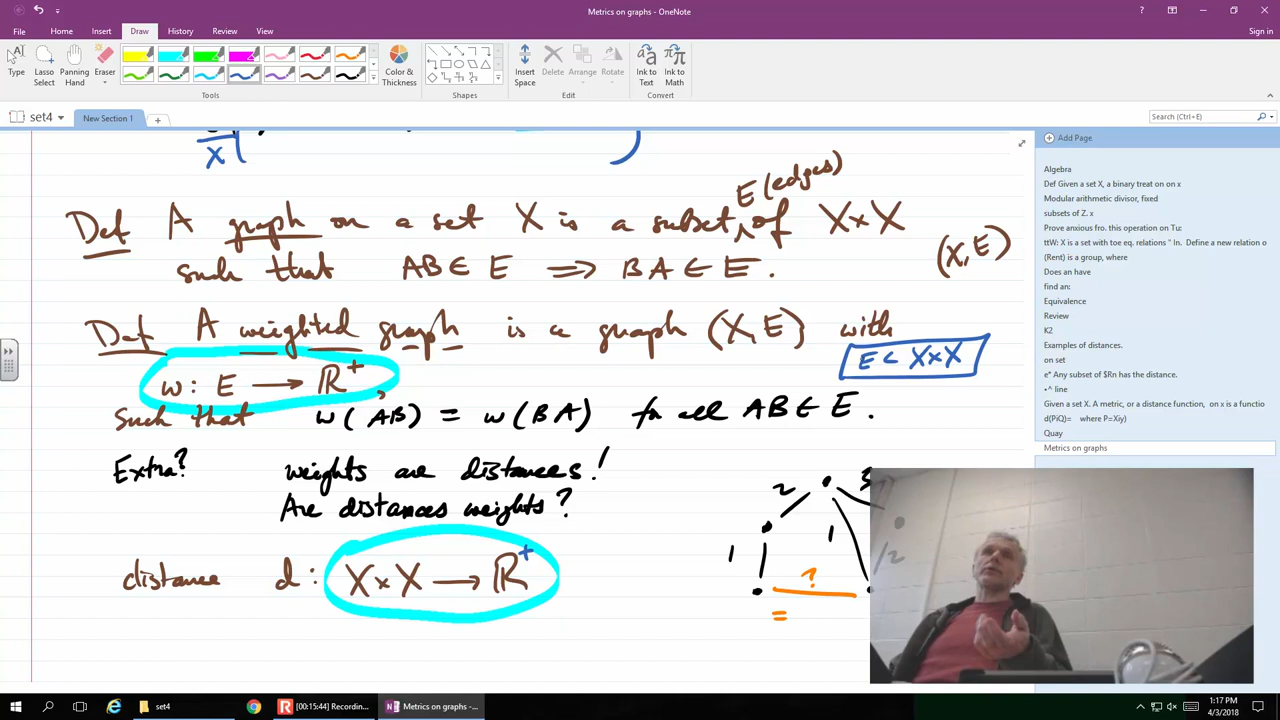 Metrics on graphs - OneNote
? Sign in
File Home Insert Draw History Review View
Type Lasso Select Panning Hand Eraser Color & Thickness Insert Space Delete Arrange Rotate Ink to Text Ink to Math
Tools Shapes Edit Convert
set4 New Section 1 + Search (Ctrl+E)
x
Add Page
Algebra
Def Given a set X, a binary treat on on x
Modular arithmetic divisor, fixed
subsets of Z. x
Prove anxious fro. this operation on Tu:
ttW: X is a set with toe eq. relations " ln. Define a new relation o
(Rent) is a group, where
Does an have
find an:
Equivalence
Review
K2
Examples of distances.
on set
e* Any subset of $Rn has the distance.
•^ line
Given a set X. A metric, or a distance function, on x is a functio
d(PiQ)= where P=Xiy)
Quay
Metrics on graphs
E (edges)
Def A graph on a set X is a subset of X×X
such that AB ∈ E ⟹ BA ∈ E.
(X,E)
Def A weighted graph is a graph (X,E) with
E ⊂ X×X
w: E → ℝ⁺,
such that w(AB) = w(BA) for all AB ∈ E.
Extra? weights are distances!
Are distances weights?
distance d: X×X → ℝ⁺
2 3
1 1 1/2
?
=
set4 [00:15:44] Recordin... Metrics on graphs -... 1:17 PM
4/3/2018